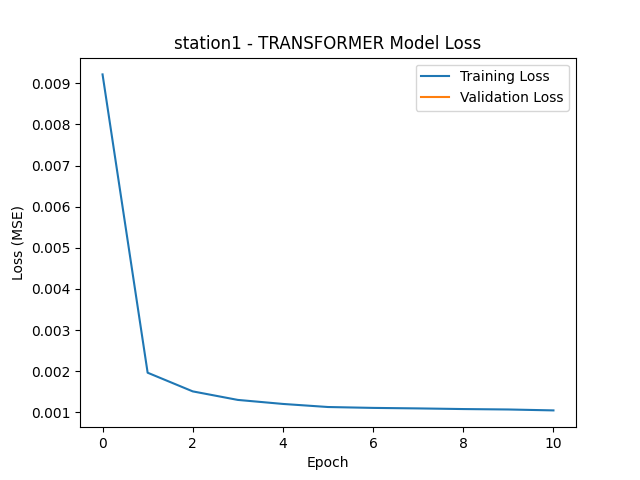 station1 - TRANSFORMER Model Loss
Training Loss
Validation Loss
0.009
0.008
0.007
0.006
0.005
0.004
0.003
0.002
0.001
Loss (MSE)
0 2 4 6 8 10
Epoch